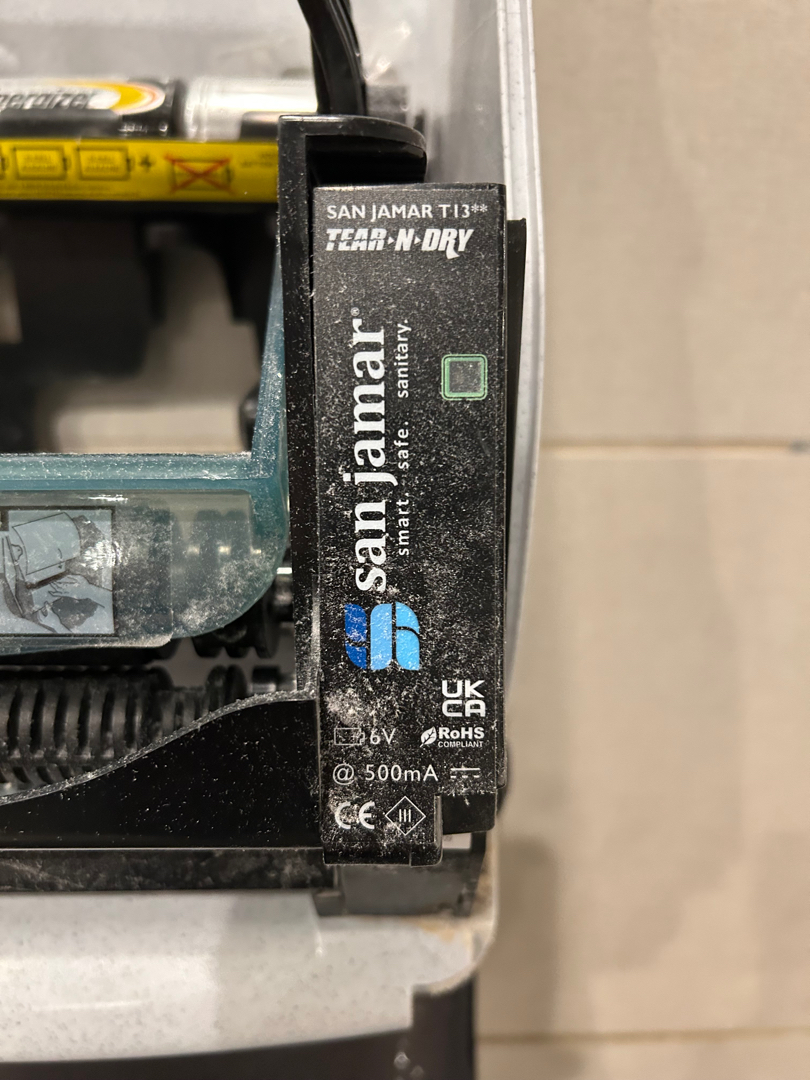 SAN JAMAR T13**
TEAR-N-DRY
san jamar®
smart. safe. sanitary.
UK
CA
6V
RoHS
COMPLIANT
@ 500mA
CE
III
+